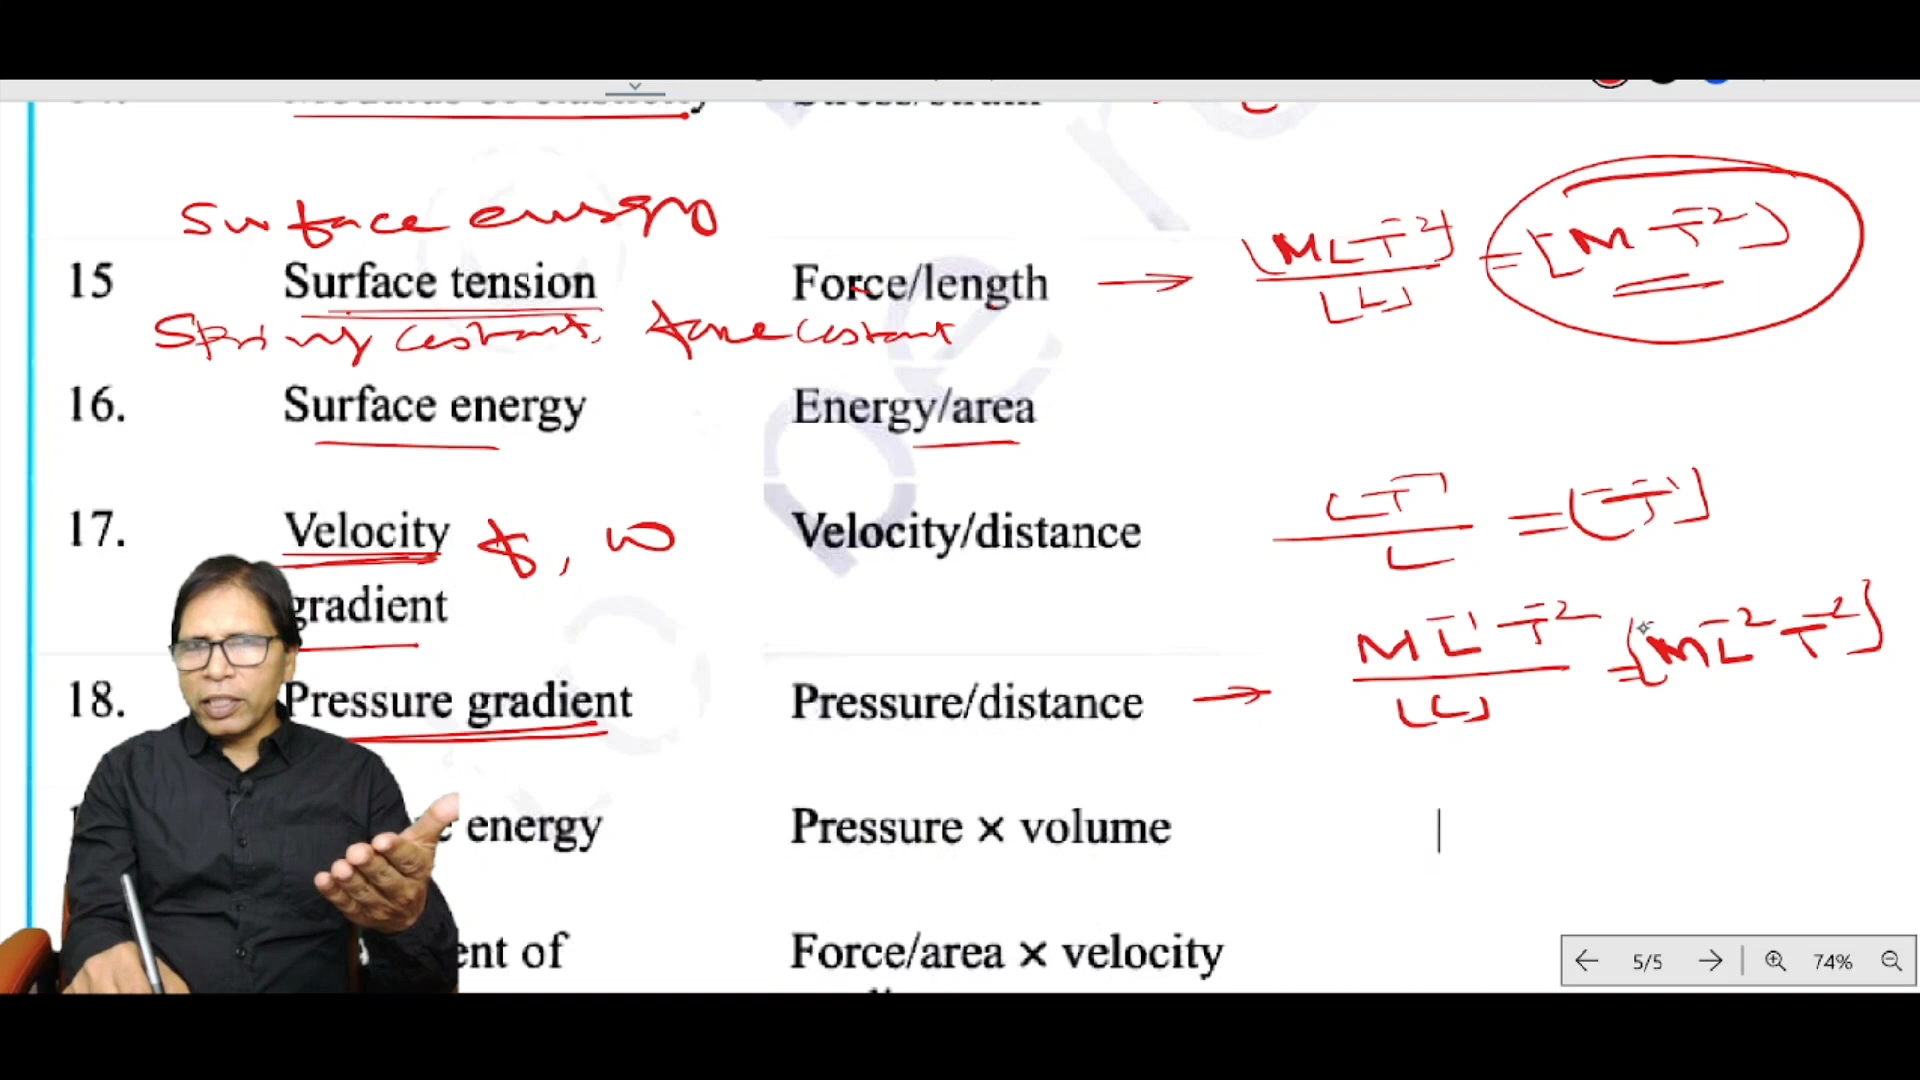 Surface energy
15 Surface tension Force/length → [MLT⁻²] / [L] = [MT⁻²]
Spring constant, force constant
16. Surface energy Energy/area
17. Velocity f, ω Velocity/distance LT⁻¹ / L = [T⁻¹]
gradient
18. Pressure gradient Pressure/distance → ML⁻¹T⁻² / [L] = [ML⁻²T⁻²]
energy Pressure × volume
of Force/area × velocity
5/5 74%